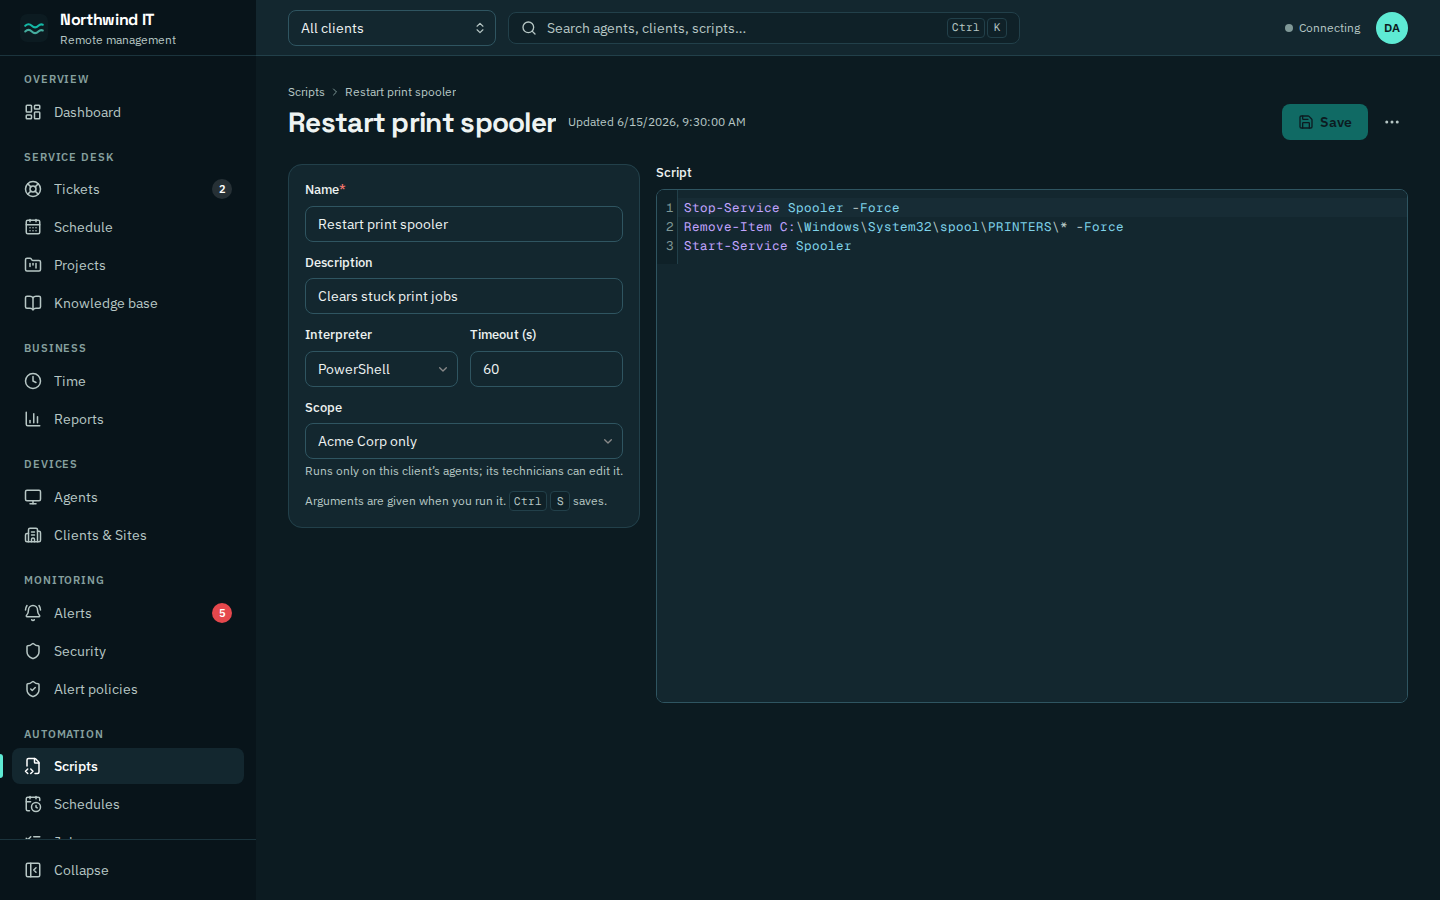 Northwind IT
Remote management
All clients
Search agents, clients, scripts...
Ctrl K
Connecting
DA
OVERVIEW
Dashboard
SERVICE DESK
Tickets 2
Schedule
Projects
Knowledge base
BUSINESS
Time
Reports
DEVICES
Agents
Clients & Sites
MONITORING
Alerts 5
Security
Alert policies
AUTOMATION
Scripts
Schedules
Collapse
Scripts > Restart print spooler
Restart print spooler Updated 6/15/2026, 9:30:00 AM
Save
Name*
Restart print spooler
Description
Clears stuck print jobs
Interpreter Timeout (s)
PowerShell 60
Scope
Acme Corp only
Runs only on this client's agents; its technicians can edit it.
Arguments are given when you run it. Ctrl S saves.
Script
1 Stop-Service Spooler -Force
2 Remove-Item C:\Windows\System32\spool\PRINTERS\* -Force
3 Start-Service Spooler